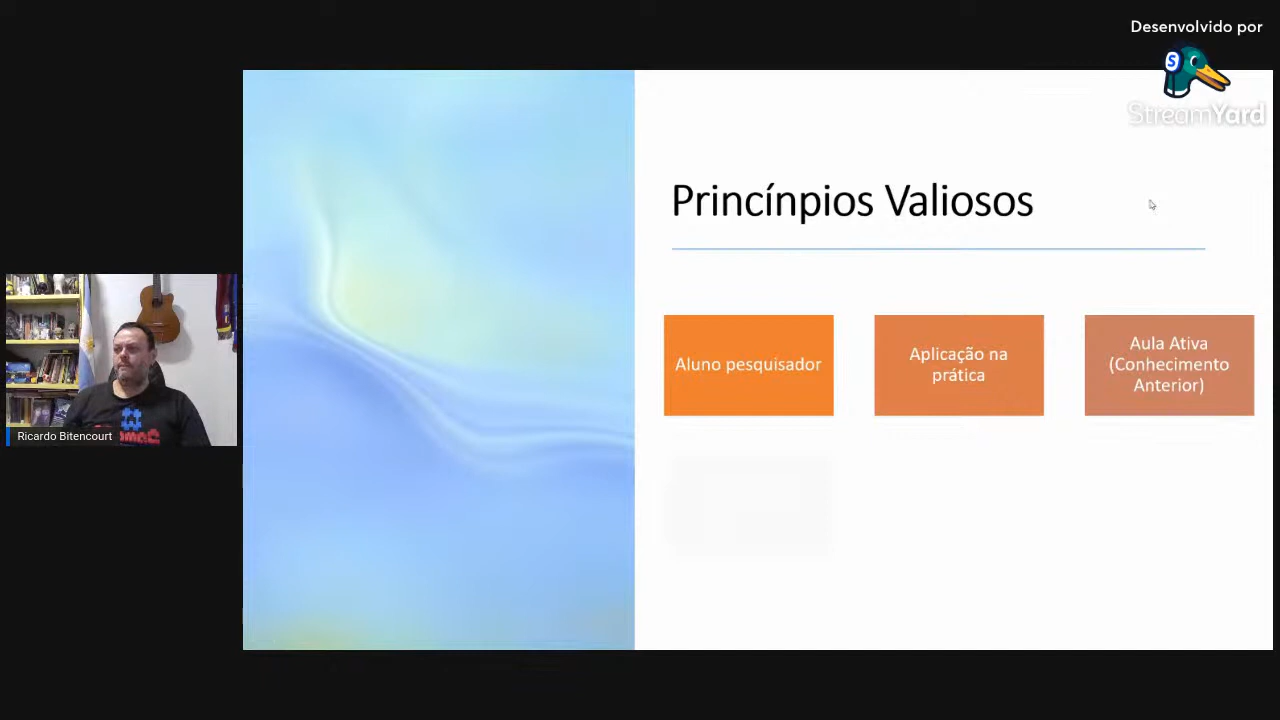 Desenvolvido por
S
StreamYard
Princínpios Valiosos
Aluno pesquisador
Aplicação na
prática
Aula Ativa
(Conhecimento
Anterior)
Ricardo Bitencourt